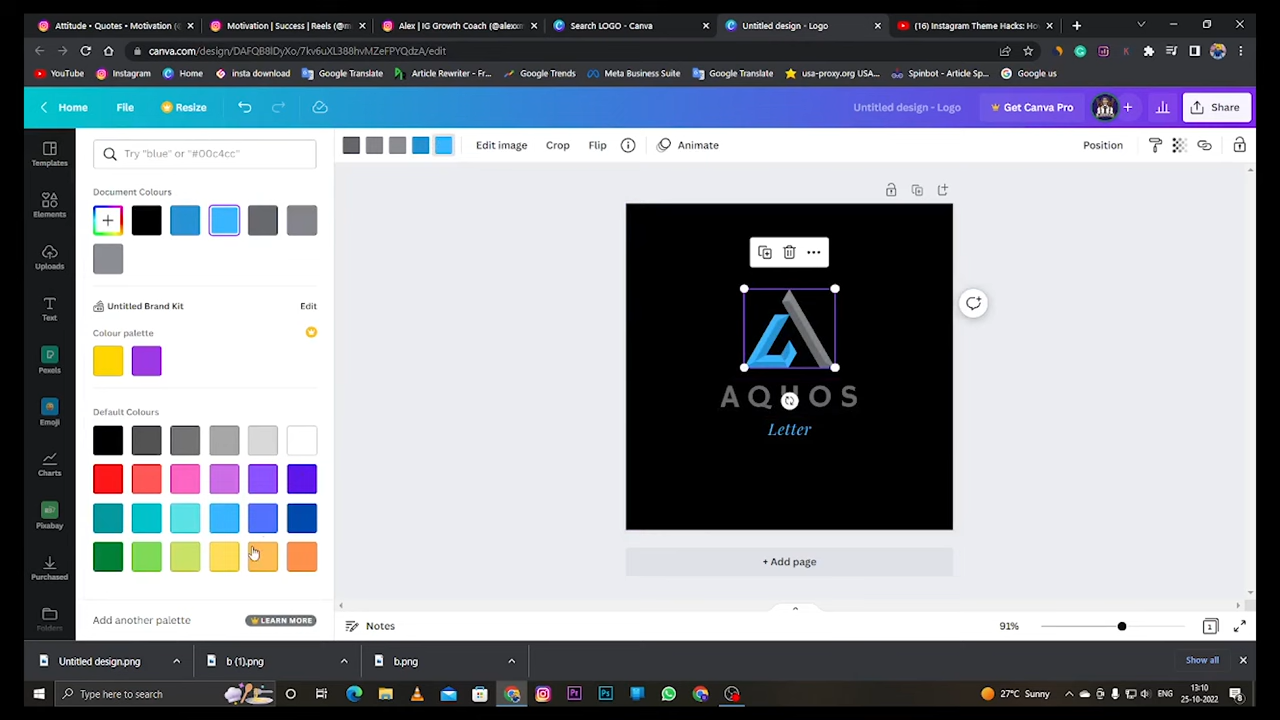 Attitude • Quotes • Motivation (
Motivation | Success | Reels (@m
Alex | IG Growth Coach (@alexxm
Search LOGO - Canva
Untitled design - Logo
(16) Instagram Theme Hacks: Ho
canva.com/design/DAFQB8lDyXo/7kv6uXL388hvMZeFPYQdzA/edit
YouTube
Instagram
Home
insta download
Google Translate
Article Rewriter - Fr...
Google Trends
Meta Business Suite
Google Translate
usa-proxy.org USA...
Spinbot - Article Sp...
Google us
Home
File
Resize
Untitled design - Logo
Get Canva Pro
Share
Templates
Elements
Uploads
Text
Pexels
Emoji
Charts
Pixabay
Purchased
Folders
Try "blue" or "#00c4cc"
Document Colours
Untitled Brand Kit
Edit
Colour palette
Default Colours
Add another palette
LEARN MORE
Edit image
Crop
Flip
Animate
Position
AQUOS
Letter
+ Add page
Notes
91%
1
Untitled design.png
b (1).png
b.png
Show all
Type here to search
27°C Sunny
ENG
13:10
25-10-2022
8